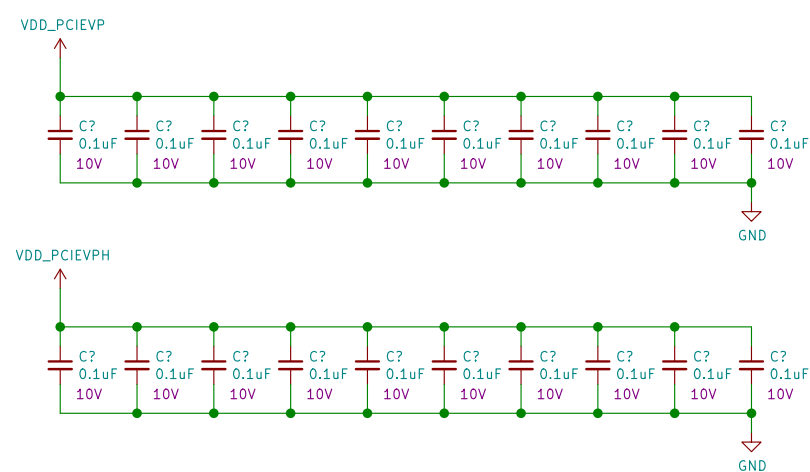 VDD_PCIEVP
C? C? C? C? C? C? C? C? C? C?
0.1uF 0.1uF 0.1uF 0.1uF 0.1uF 0.1uF 0.1uF 0.1uF 0.1uF 0.1uF
10V 10V 10V 10V 10V 10V 10V 10V 10V 10V
GND
VDD_PCIEVPH
C? C? C? C? C? C? C? C? C? C?
0.1uF 0.1uF 0.1uF 0.1uF 0.1uF 0.1uF 0.1uF 0.1uF 0.1uF 0.1uF
10V 10V 10V 10V 10V 10V 10V 10V 10V 10V
GND